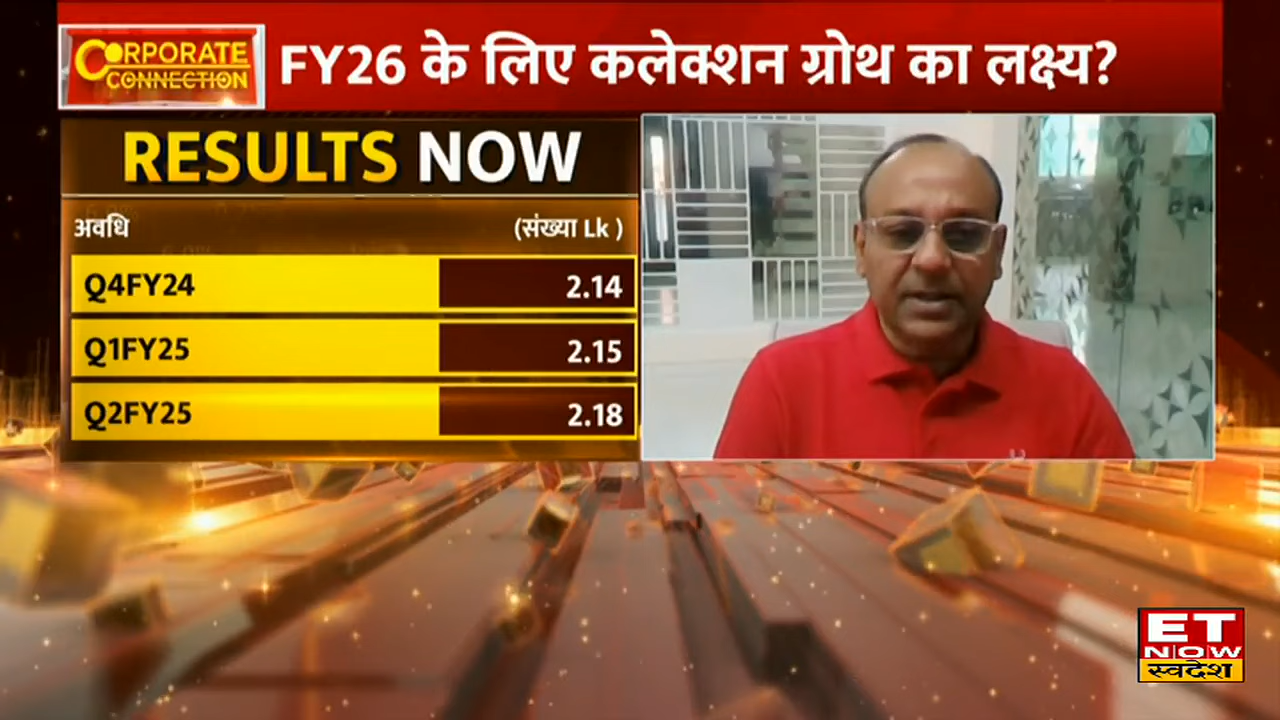 CORPORATE
CONNECTION
FY26 के लिए कलेक्शन ग्रोथ का लक्ष्य?
RESULTS NOW
अवधि (संख्या Lk )
Q4FY24 2.14
Q1FY25 2.15
Q2FY25 2.18
ET
NOW
स्वदेश